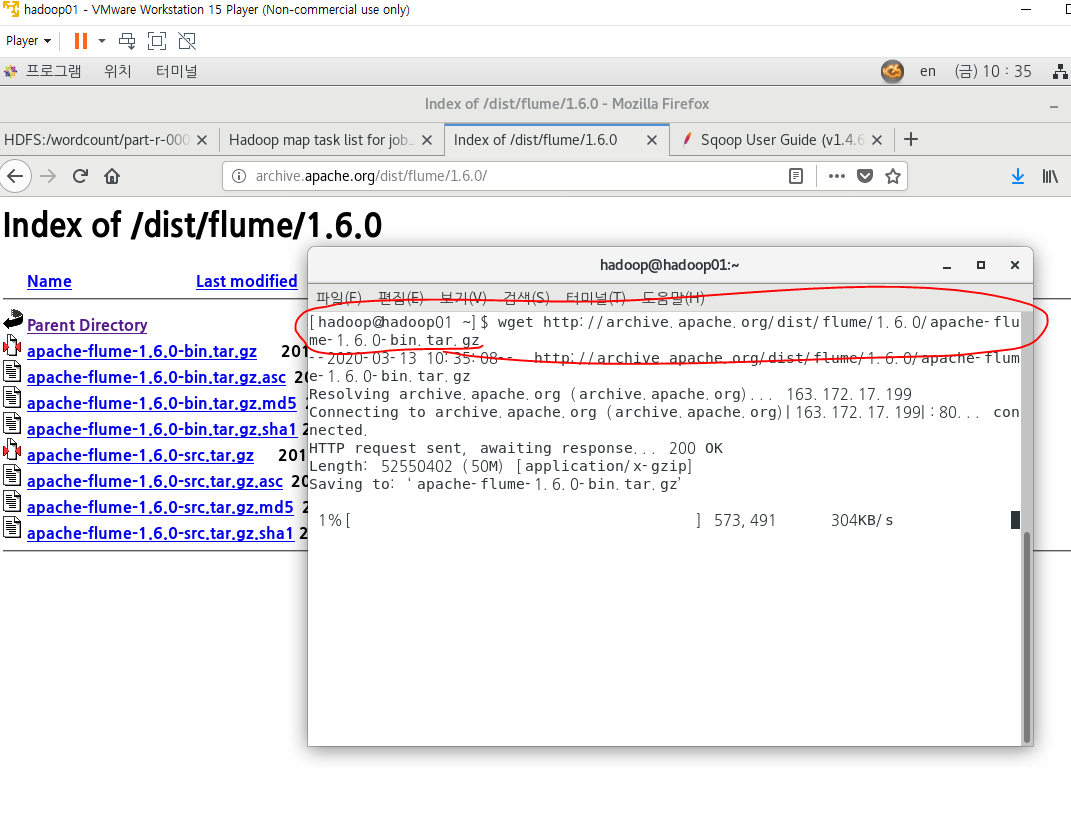 hadoop01 - VMware Workstation 15 Player (Non-commercial use only)
Player
프로그램 위치 터미널 en (금) 10 : 35
Index of /dist/flume/1.6.0 - Mozilla Firefox
HDFS:/wordcount/part-r-000 Hadoop map task list for job_ Index of /dist/flume/1.6.0 Sqoop User Guide (v1.4.6
archive.apache.org/dist/flume/1.6.0/
Index of /dist/flume/1.6.0
Name Last modified
Parent Directory
apache-flume-1.6.0-bin.tar.gz 201
apache-flume-1.6.0-bin.tar.gz.asc 20
apache-flume-1.6.0-bin.tar.gz.md5 2
apache-flume-1.6.0-bin.tar.gz.sha1 2
apache-flume-1.6.0-src.tar.gz 201
apache-flume-1.6.0-src.tar.gz.asc 20
apache-flume-1.6.0-src.tar.gz.md5 2
apache-flume-1.6.0-src.tar.gz.sha1 2
hadoop@hadoop01:~
파일(F) 편집(E) 보기(V) 검색(S) 터미널(T) 도움말(H)
[hadoop@hadoop01 ~]$ wget http://archive.apache.org/dist/flume/1.6.0/apache-flu
me-1.6.0-bin.tar.gz
--2020-03-13 10:35:08-- http://archive.apache.org/dist/flume/1.6.0/apache-flum
e-1.6.0-bin.tar.gz
Resolving archive.apache.org (archive.apache.org)... 163.172.17.199
Connecting to archive.apache.org (archive.apache.org)|163.172.17.199|:80... con
nected.
HTTP request sent, awaiting response... 200 OK
Length: 52550402 (50M) [application/x-gzip]
Saving to: ‘apache-flume-1.6.0-bin.tar.gz’
1% [ ] 573,491 304KB/s